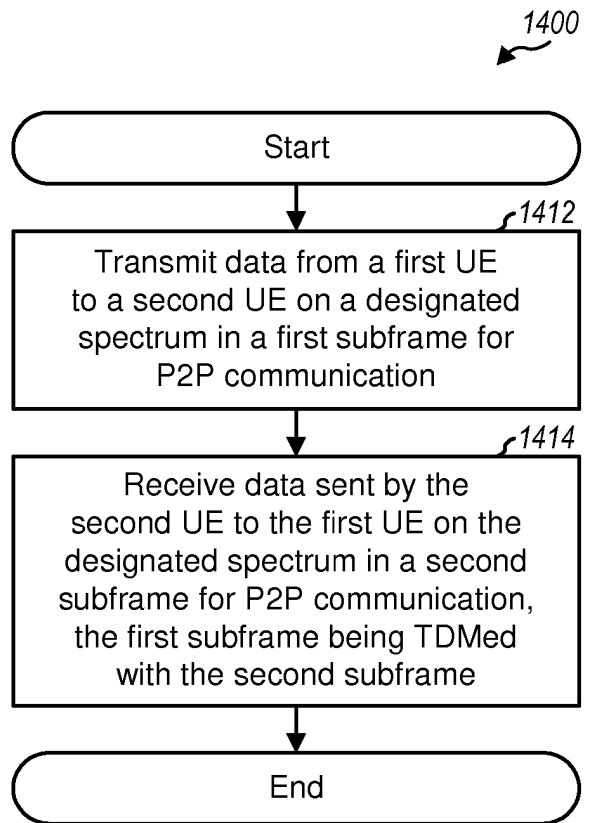 1400
Start
1412
Transmit data from a first UE
to a second UE on a designated
spectrum in a first subframe for
P2P communication
1414
Receive data sent by the
second UE to the first UE on the
designated spectrum in a second
subframe for P2P communication,
the first subframe being TDMed
with the second subframe
End